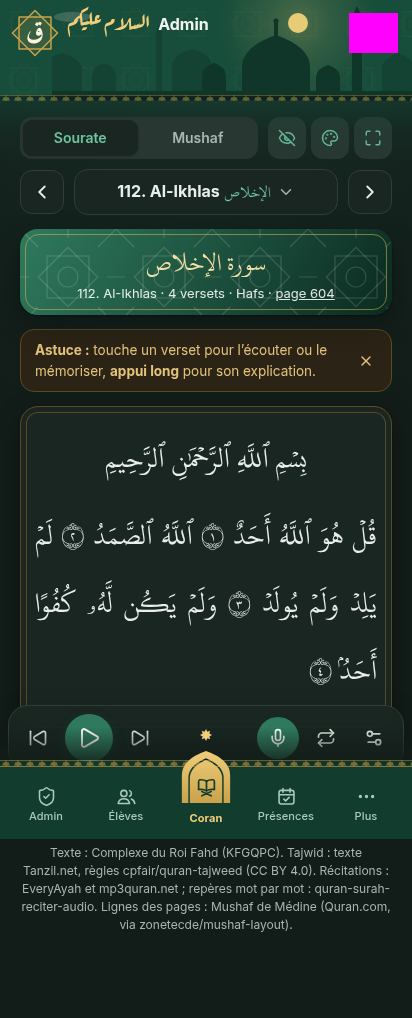 ق السلام عليكم Admin
Sourate Mushaf
112. Al-Ikhlas الإخلاص
سورة الإخلاص
112. Al-Ikhlas · 4 versets · Hafs · page 604
Astuce : touche un verset pour l’écouter ou le
mémoriser, appui long pour son explication.
بِسۡمِ ٱللَّهِ ٱلرَّحۡمَٰنِ ٱلرَّحِيمِ
قُلۡ هُوَ ٱللَّهُ أَحَدٌ ١ ٱللَّهُ ٱلصَّمَدُ ٢ لَمۡ
يَلِدۡ وَلَمۡ يُولَدۡ ٣ وَلَمۡ يَكُن لَّهُۥ كُفُوًا
أَحَدُۢ ٤
Admin Élèves Coran Présences Plus
Texte : Complexe du Roi Fahd (KFGQPC). Tajwid : texte
Tanzil.net, règles cpfair/quran-tajweed (CC BY 4.0). Récitations :
EveryAyah et mp3quran.net ; repères mot par mot : quran-surah-
reciter-audio. Lignes des pages : Mushaf de Médine (Quran.com,
via zonetecde/mushaf-layout).